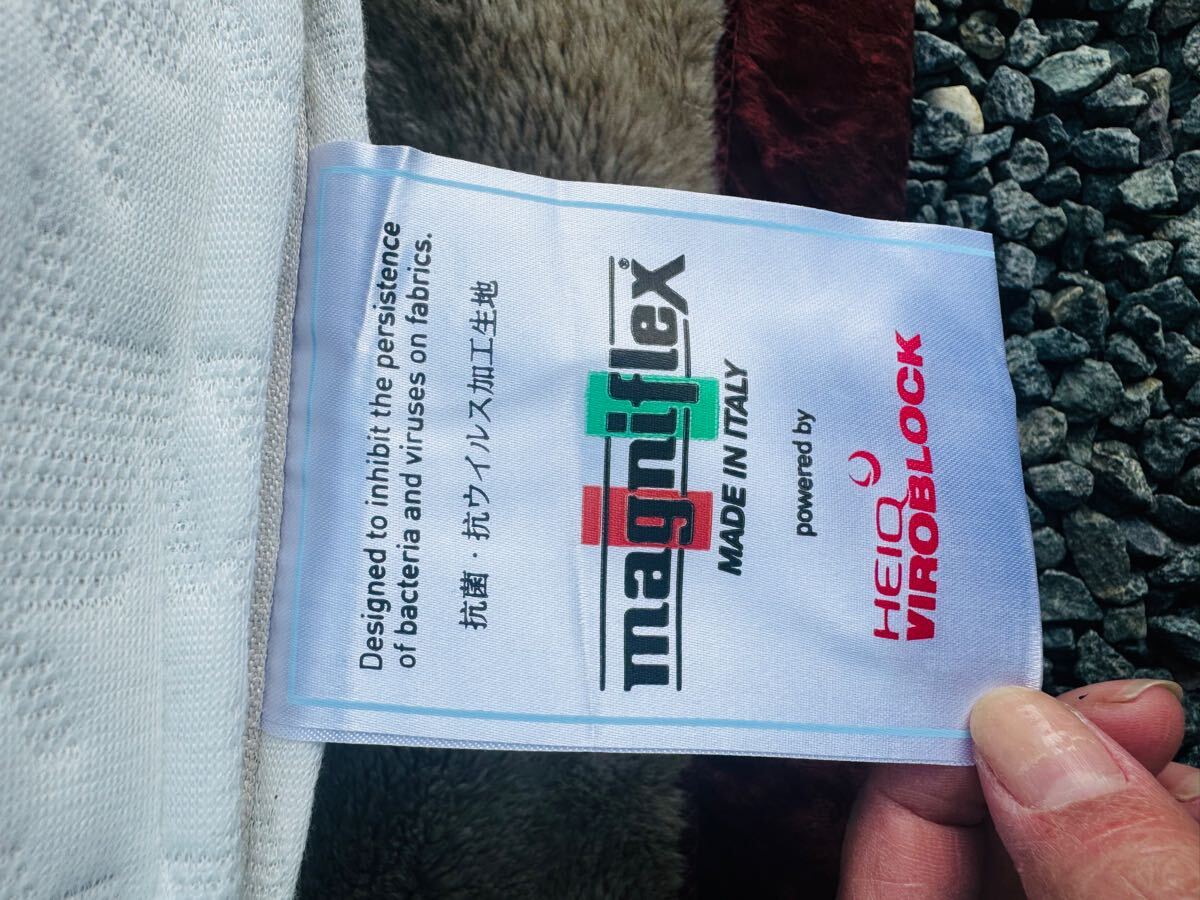 Designed to inhibit the persistence
of bacteria and viruses on fabrics.
抗菌・抗ウイルス加工生地
magniflex®
MADE IN ITALY
powered by
HEIQ
VIROBLOCK